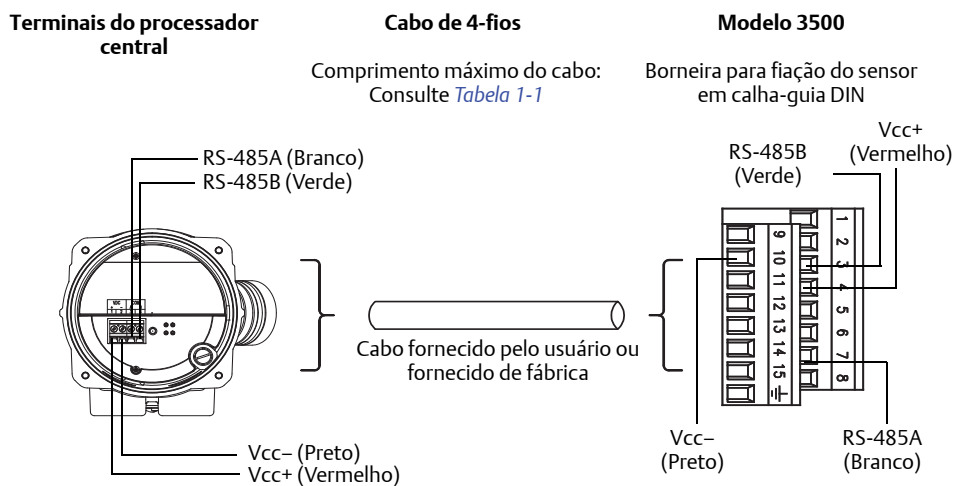 Terminais do processador
central
Cabo de 4-fios
Modelo 3500
Comprimento máximo do cabo:
Consulte Tabela 1-1
Borneira para fiação do sensor
em calha-guia DIN
RS-485A (Branco)
RS-485B (Verde)
Vcc+
(Vermelho)
RS-485B
(Verde)
VDC
COM
1
2
3
4
5
6
7
8
9
10
11
12
13
14
15
Cabo fornecido pelo usuário ou
fornecido de fábrica
Vcc– (Preto)
Vcc+ (Vermelho)
Vcc–
(Preto)
RS-485A
(Branco)